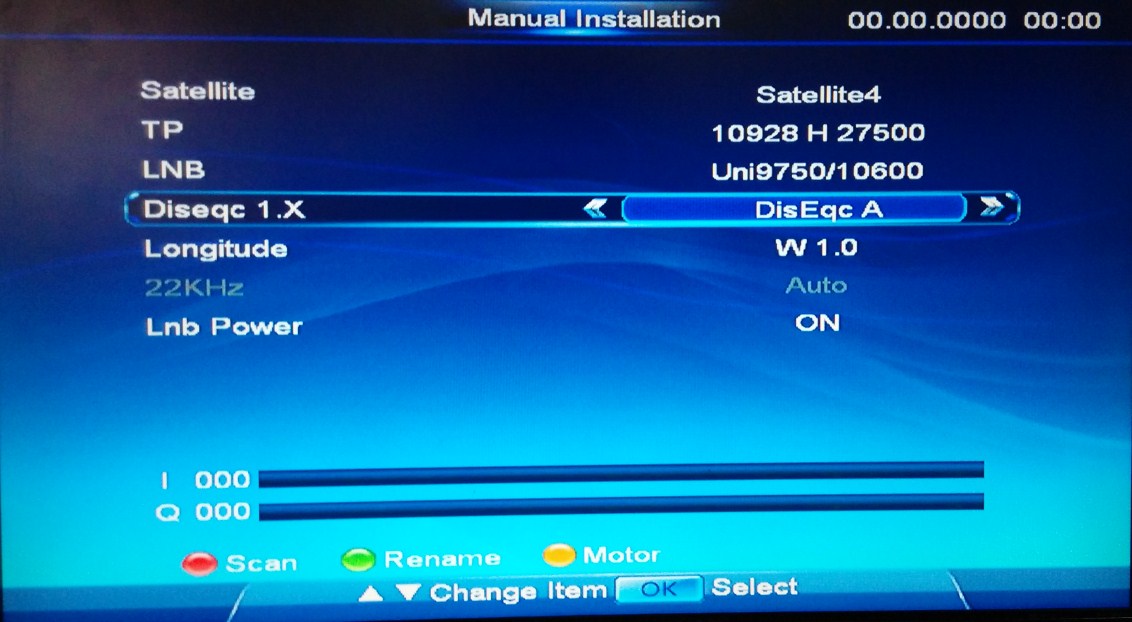 Manual Installation 00.00.0000 00:00
Satellite Satellite4
TP 10928 H 27500
LNB Uni9750/10600
Diseqc 1.X DisEqc A
Longitude W 1.0
22KHz Auto
Lnb Power ON
I 000
Q 000
Scan Rename Motor
Change Item OK Select